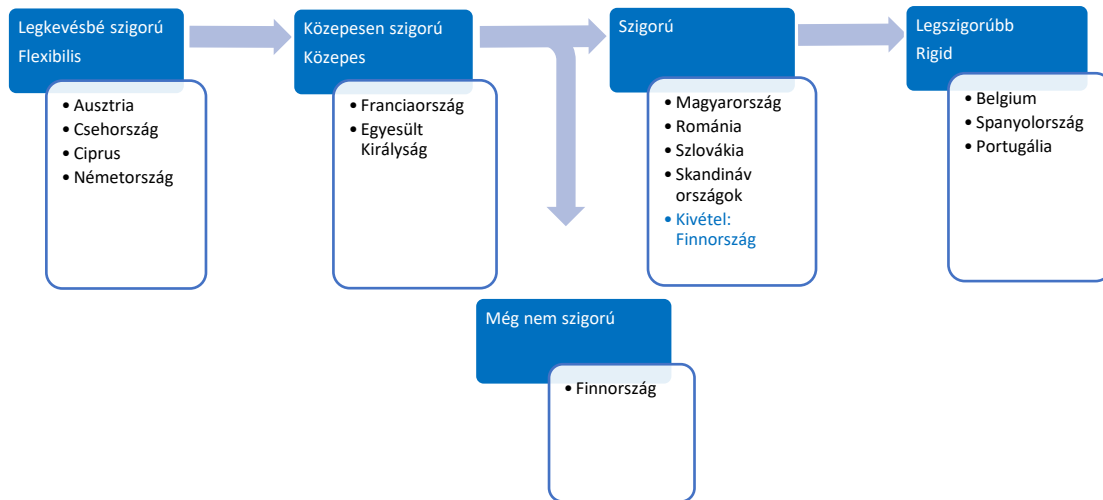 Legkevésbé szigorú
Flexibilis
• Ausztria
• Csehország
• Ciprus
• Németország
Közepesen szigorú
Közepes
• Franciaország
• Egyesült
Királyság
Szigorú
• Magyarország
• Románia
• Szlovákia
• Skandináv
országok
• Kivétel:
Finnország
Legszigorúbb
Rigid
• Belgium
• Spanyolország
• Portugália
Még nem szigorú
• Finnország